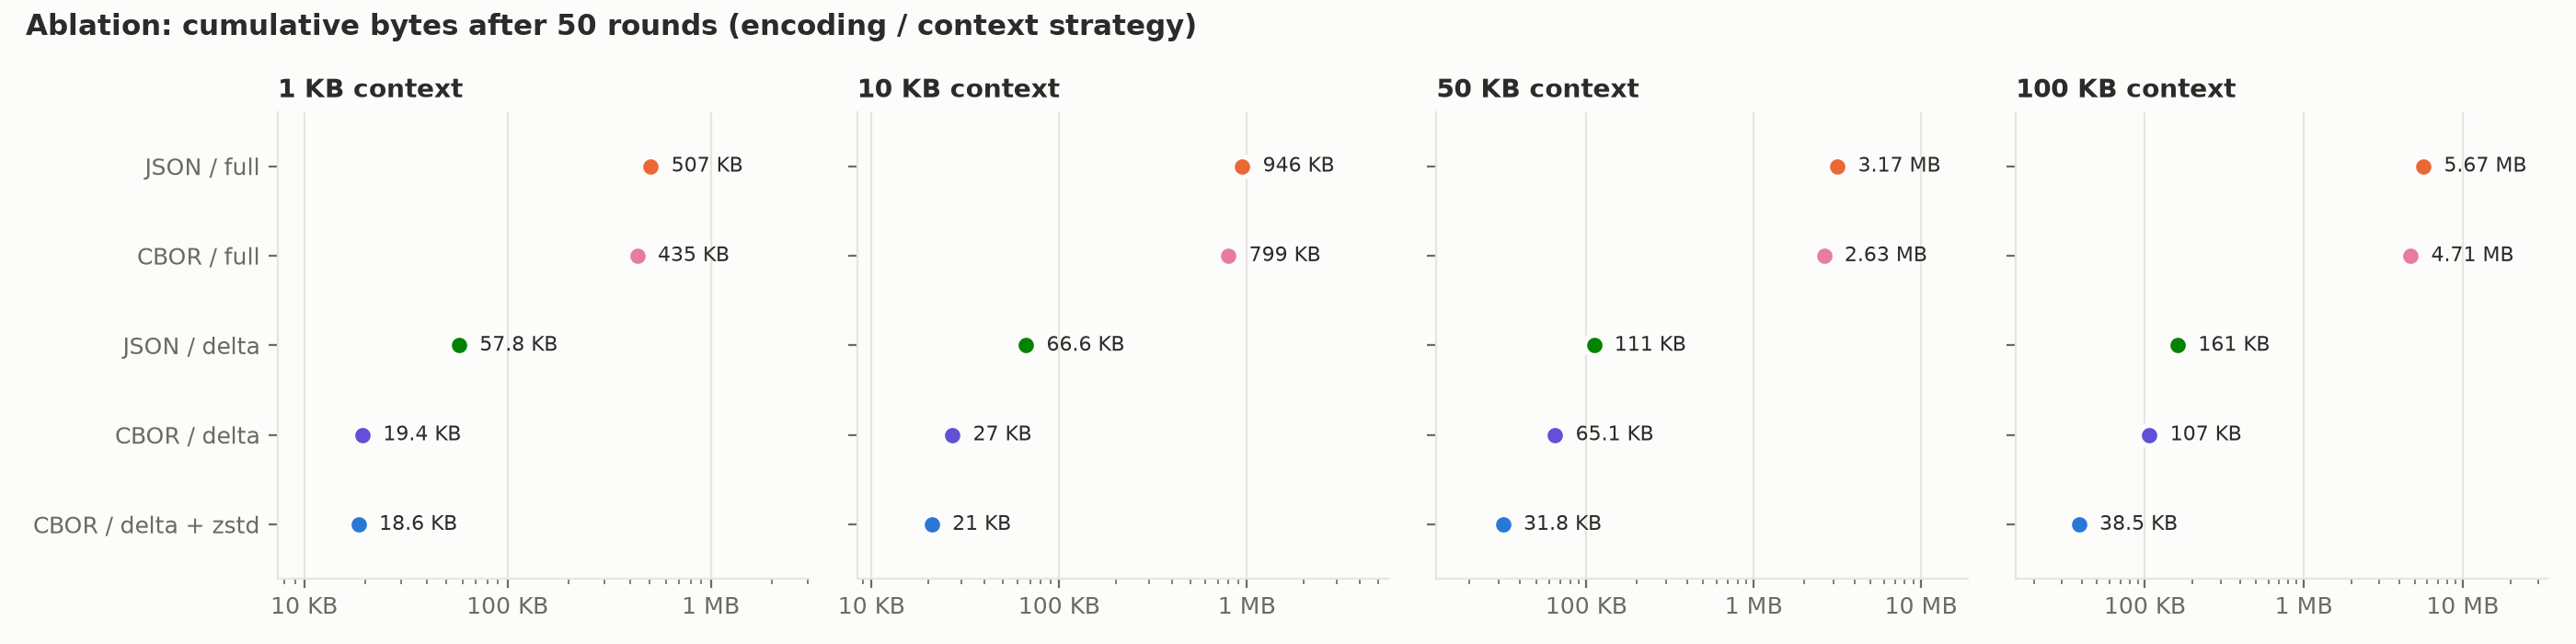 Ablation: cumulative bytes after 50 rounds (encoding / context strategy)
1 KB context
10 KB context
50 KB context
100 KB context
JSON / full
507 KB
946 KB
3.17 MB
5.67 MB
CBOR / full
435 KB
799 KB
2.63 MB
4.71 MB
JSON / delta
57.8 KB
66.6 KB
111 KB
161 KB
CBOR / delta
19.4 KB
27 KB
65.1 KB
107 KB
CBOR / delta + zstd
18.6 KB
21 KB
31.8 KB
38.5 KB
10 KB
100 KB
1 MB
10 KB
100 KB
1 MB
100 KB
1 MB
10 MB
100 KB
1 MB
10 MB